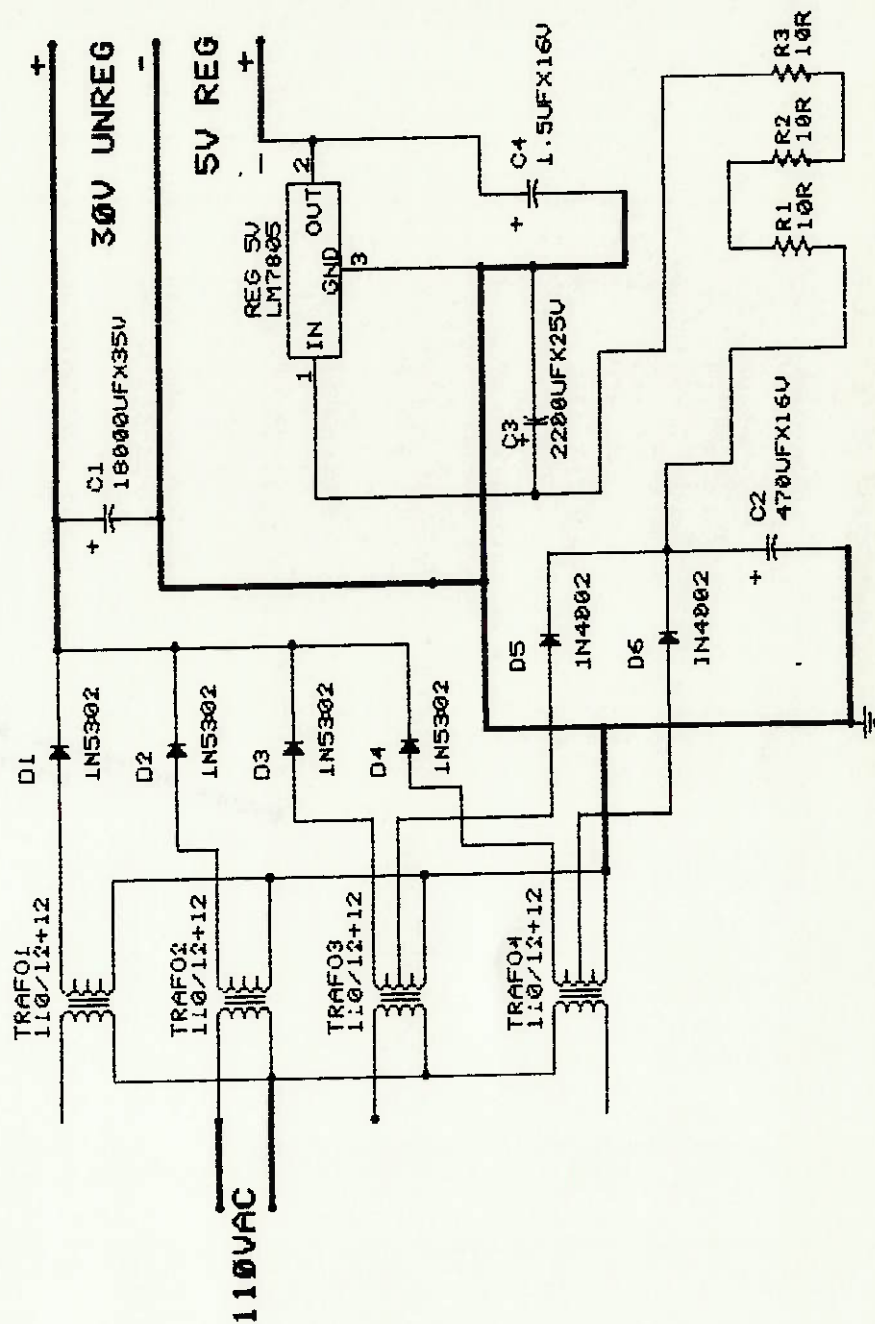 30V UNREG
+
-
5V REG
+
-
C1
+
18000UFX35V
REG 5V
LM7805
IN
OUT
GND
1
2
3
C4
+
1.5UFX16V
C3
+
2200UFX25V
R1
10R
R2
10R
R3
10R
C2
+
470UFX16V
D1
1N5302
D2
1N5302
D3
1N5302
D4
1N5302
D5
1N4002
D6
1N4002
TRAFO1
110/12+12
TRAFO2
110/12+12
TRAFO3
110/12+12
TRAFO4
110/12+12
110VAC